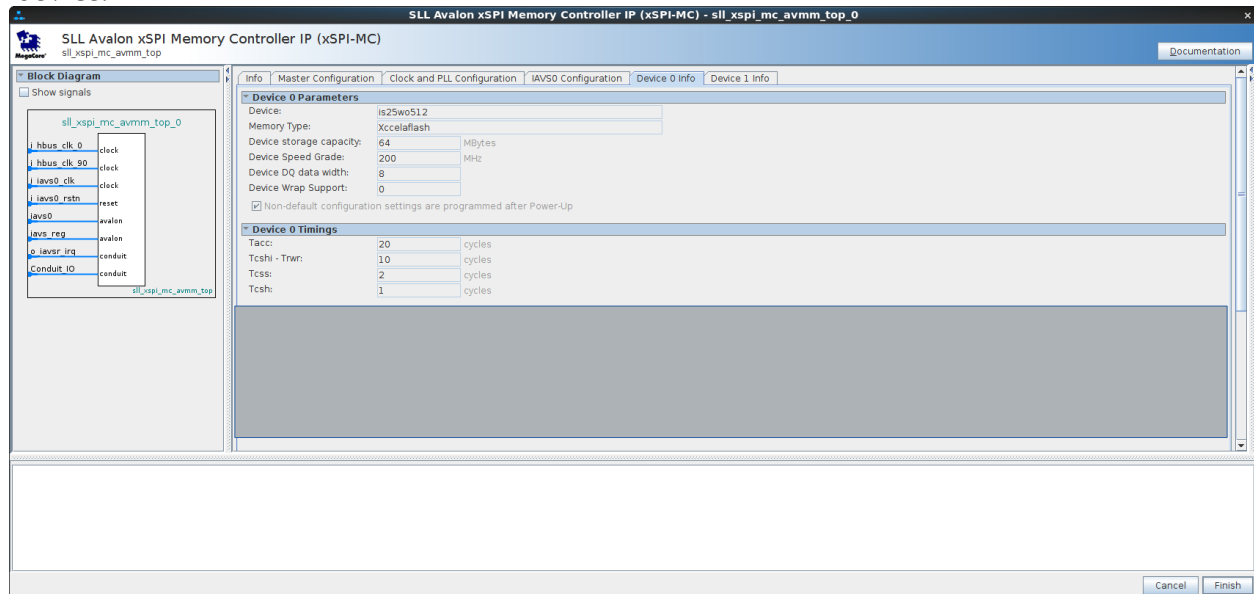 SLL Avalon xSPI Memory Controller IP (xSPI-MC) - sll_xspi_mc_avmm_top_0
SLL Avalon xSPI Memory Controller IP (xSPI-MC)
sll_xspi_mc_avmm_top
MegaCore
Documentation
Block Diagram
Show signals
sll_xspi_mc_avmm_top_0
i_hbus_clk_0 clock
i_hbus_clk_90 clock
i_iavs0_clk clock
i_iavs0_rstn reset
iavs0 avalon
iavs_reg avalon
o_iavsr_irq conduit
Conduit_IO conduit
sll_xspi_mc_avmm_top
Info Master Configuration Clock and PLL Configuration IAVS0 Configuration Device 0 Info Device 1 Info
Device 0 Parameters
Device: is25wo512
Memory Type: Xccelaflash
Device storage capacity: 64 MBytes
Device Speed Grade: 200 MHz
Device DQ data width: 8
Device Wrap Support: 0
Non-default configuration settings are programmed after Power-Up
Device 0 Timings
Tacc: 20 cycles
Tcshi - Trwr: 10 cycles
Tcss: 2 cycles
Tcsh: 1 cycles
Cancel Finish